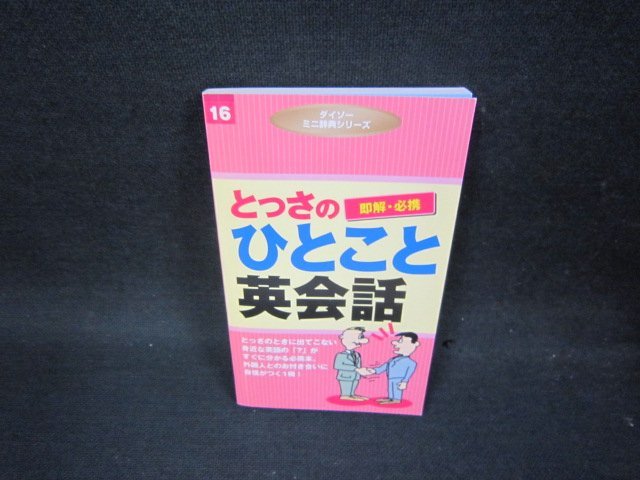 16
ダイソー
ミニ辞典シリーズ
とっさの
即解・必携
ひとこと
英会話
とっさのときに出てこない
身近な英語の「?」が
すぐに分かる必携本。
外国人とのお付き合いに
自信がつく1冊!